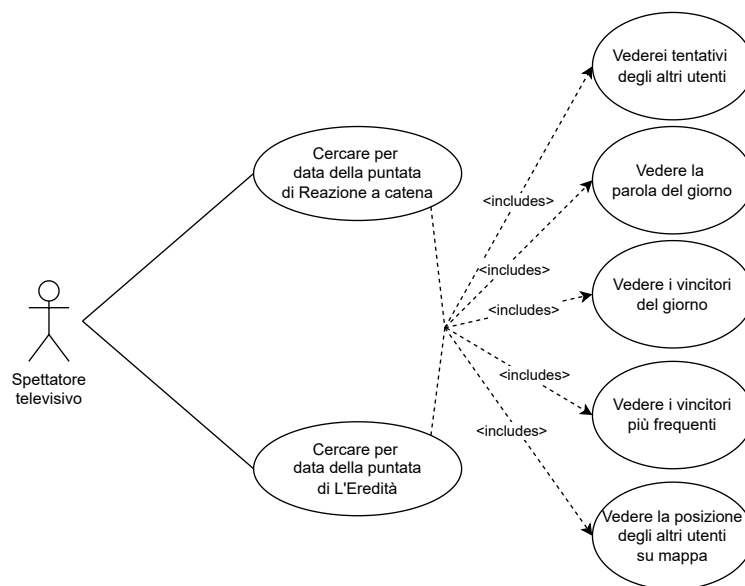 Vederei tentativi
degli altri utenti
Cercare per
data della puntata
di Reazione a catena
Vedere la
parola del giorno
<includes>
<includes>
Vedere i vincitori
del giorno
<includes>
Spettatore
televisivo
<includes>
Vedere i vincitori
più frequenti
<includes>
Cercare per
data della puntata
di L'Eredità
Vedere la posizione
degli altri utenti
su mappa